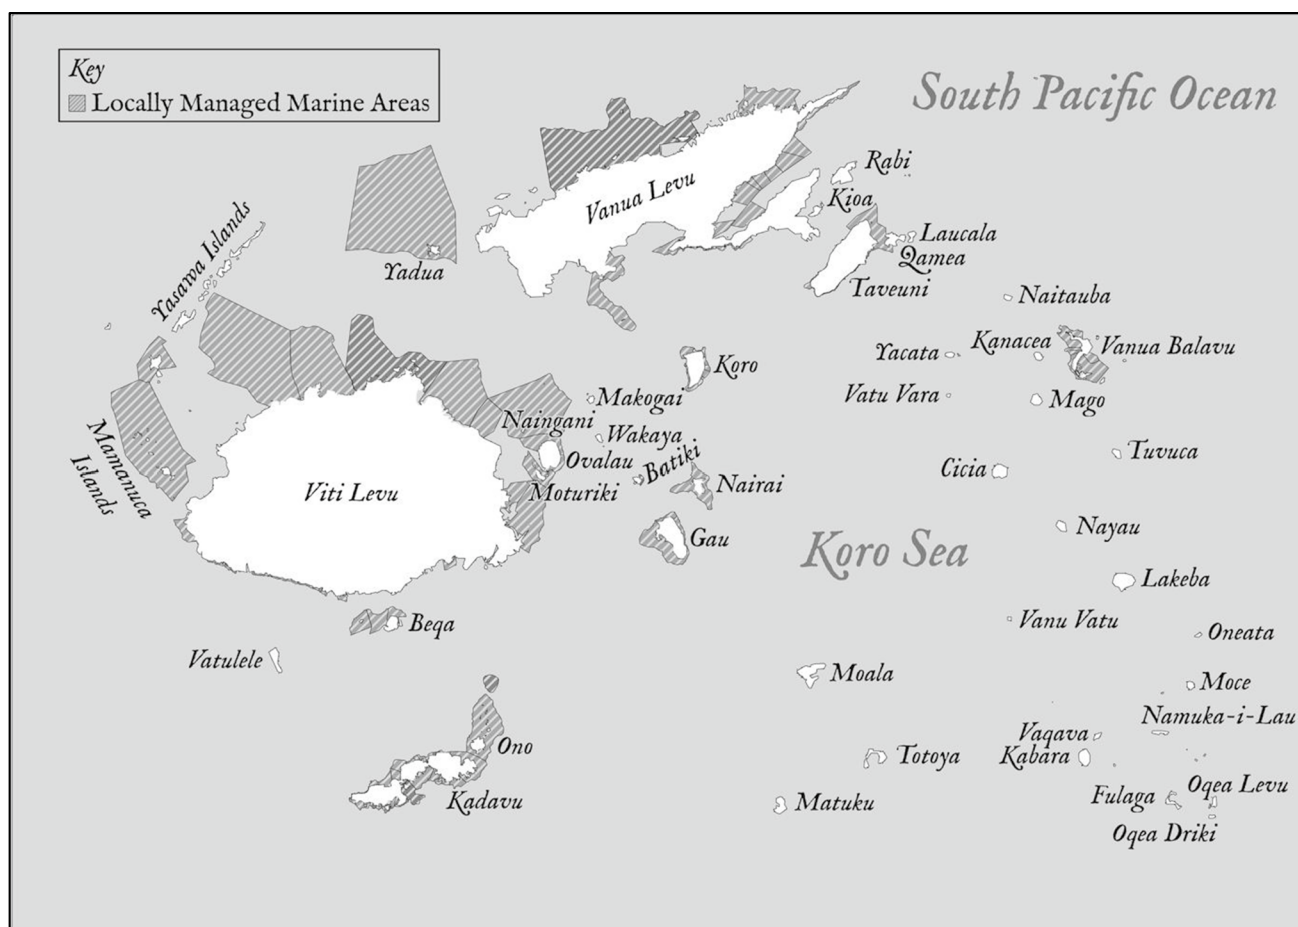 Key
Locally Managed Marine Areas
South Pacific Ocean
Rabi
Vanua Levu
Kioa
Yasawa Islands
Laucala
Qamea
Yadua
Taveuni
Naitauba
Kanacea
Vanua Balavu
Yacata
Koro
Vatu Vara
Makogai
Mago
Naingani
Wakaya
Mamanuca
Islands
Ovalau
Batiki
Tuvuca
Cicia
Viti Levu
Moturiki
Nairai
Nayau
Gau
Koro Sea
Lakeba
Beqa
Vanu Vatu
Oneata
Vatulele
Moala
Moce
Namuka-i-Lau
Vaqava
Ono
Totoya
Kabara
Oqea Levu
Kadavu
Matuku
Fulaga
Oqea Driki